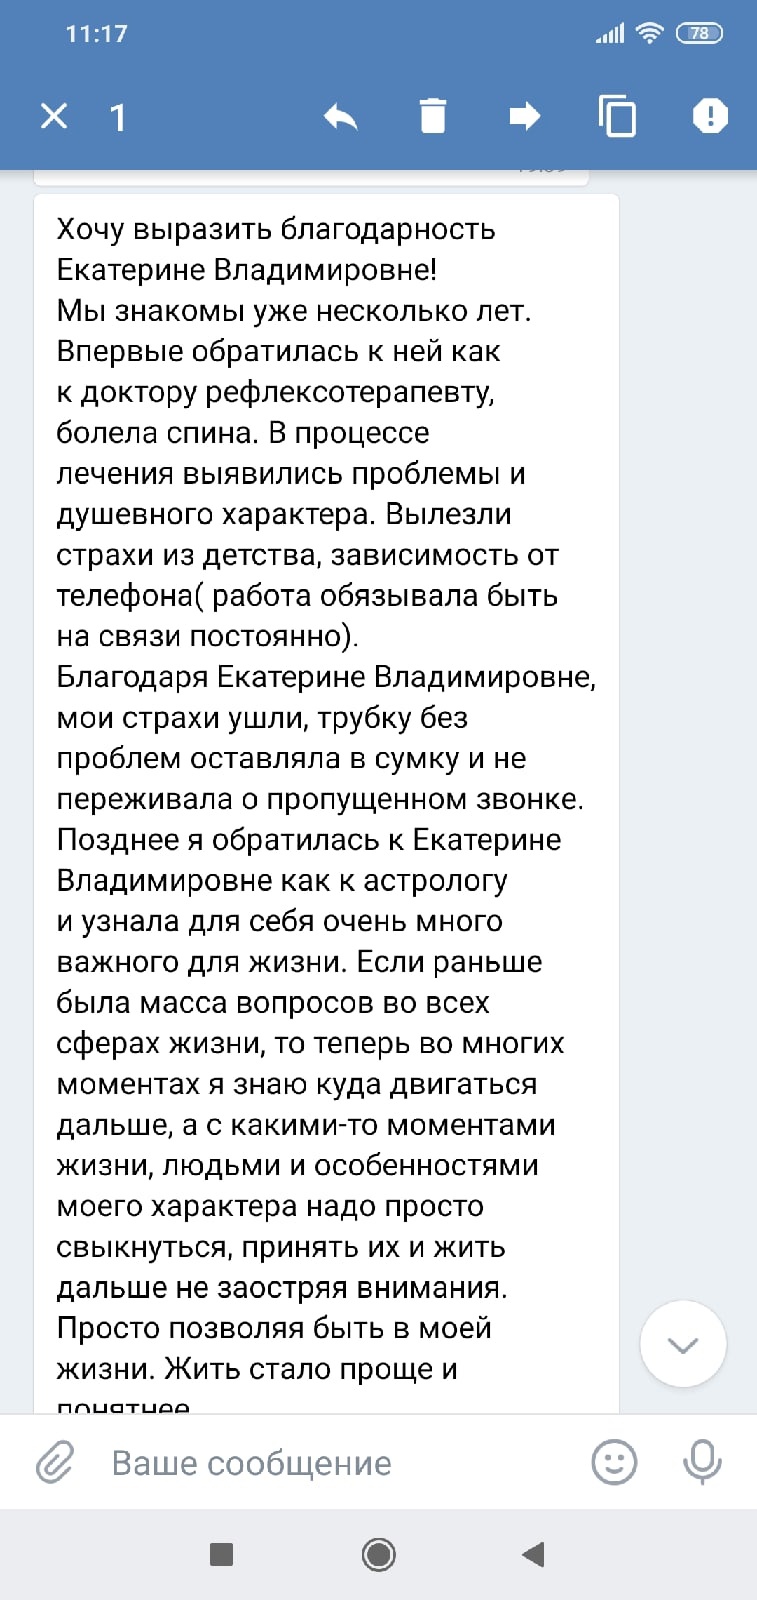 11:17
78
1
Хочу выразить благодарность
Екатерине Владимировне!
Мы знакомы уже несколько лет.
Впервые обратилась к ней как
к доктору рефлексотерапевту,
болела спина. В процессе
лечения выявились проблемы и
душевного характера. Вылезли
страхи из детства, зависимость от
телефона( работа обязывала быть
на связи постоянно).
Благодаря Екатерине Владимировне,
мои страхи ушли, трубку без
проблем оставляла в сумку и не
переживала о пропущенном звонке.
Позднее я обратилась к Екатерине
Владимировне как к астрологу
и узнала для себя очень много
важного для жизни. Если раньше
была масса вопросов во всех
сферах жизни, то теперь во многих
моментах я знаю куда двигаться
дальше, а с какими-то моментами
жизни, людьми и особенностями
моего характера надо просто
свыкнуться, принять их и жить
дальше не заостряя внимания.
Просто позволяя быть в моей
жизни. Жить стало проще и
понятнее
Ваше сообщение